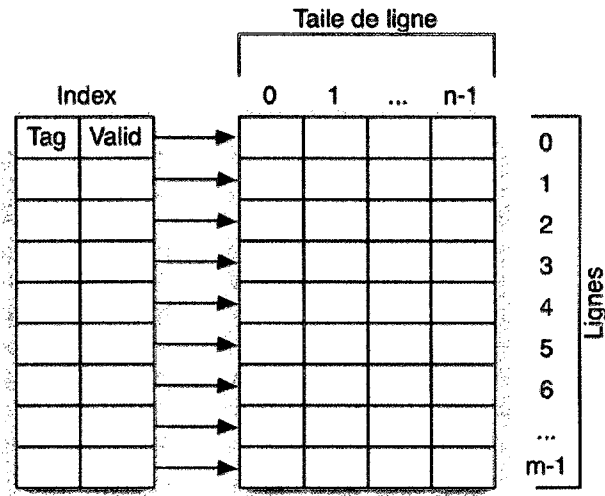 Taile de ligne
Index
0 1 ... n-1
Tag Valid
0
1
2
3
4
5
6
...
m-1
Lignes